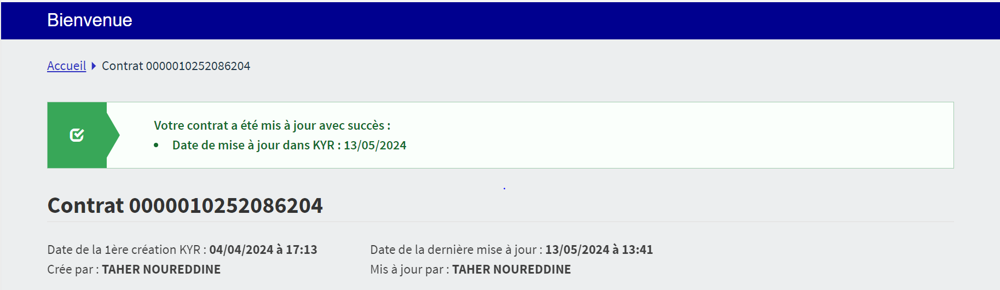 Bienvenue
Accueil Contrat 0000010252086204
Votre contrat a été mis à jour avec succès :
• Date de mise à jour dans KYR : 13/05/2024
Contrat 0000010252086204
Date de la 1ère création KYR : 04/04/2024 à 17:13
Crée par : TAHER NOUREDDINE
Date de la dernière mise à jour : 13/05/2024 à 13:41
Mis à jour par : TAHER NOUREDDINE